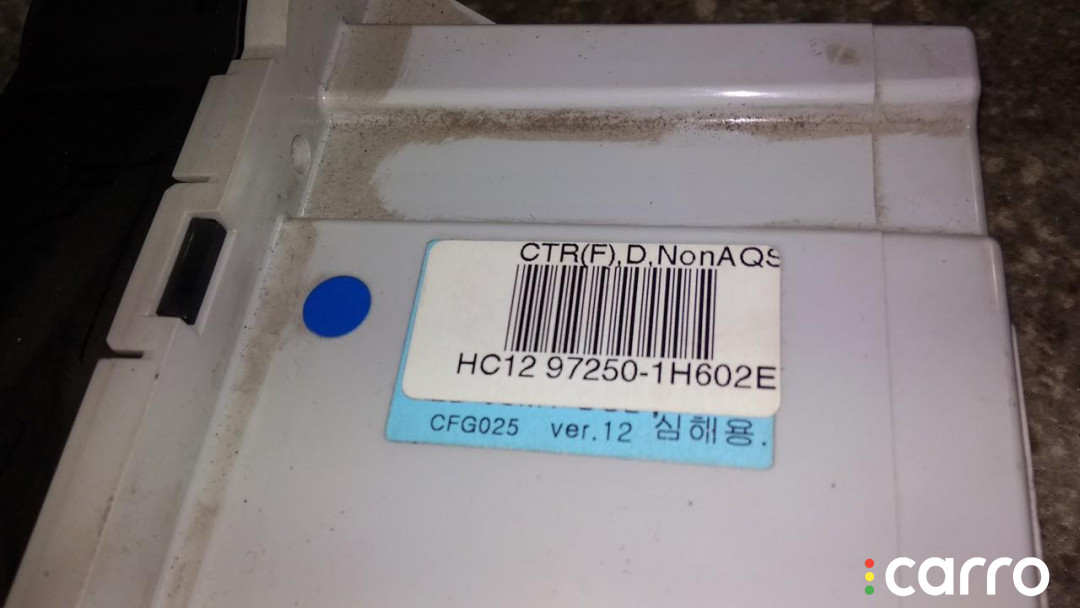 CTR(F),D,NonAQS
HC12 97250-1H602E
CFG025 ver.12 심해용.
carro